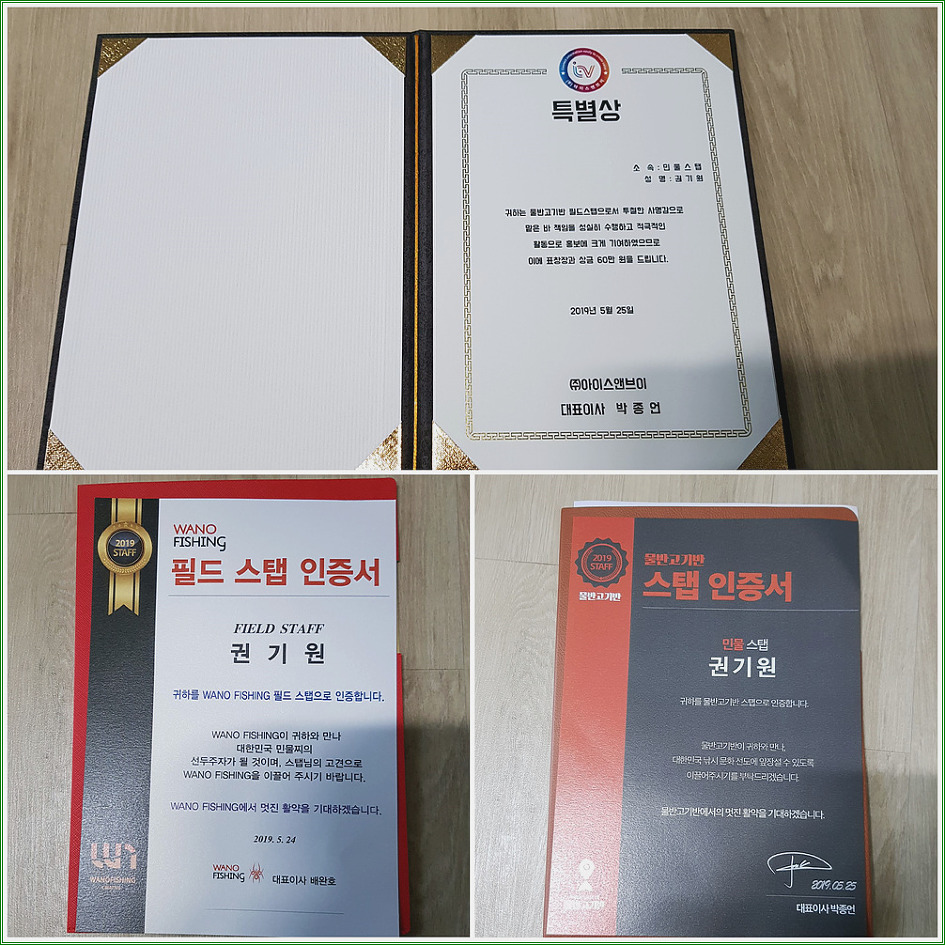 특별상
소 속 : 민물스탭
성 명 : 권기원
귀하는 물반고기반 필드스탭으로서 투철한 사명감으로
맡은 바 책임을 성실히 수행하고 적극적인
활동으로 홍보에 크게 기여하였으므로
이에 표창장과 상금 60만 원을 드립니다.
2019년 5월 25일
㈜아이스앤브이
대표이사 박종언
2019
STAFF
WANO
FISHING
필드 스탭 인증서
FIELD STAFF
권 기 원
귀하를 WANO FISHING 필드 스탭으로 인증합니다.
WANO FISHING이 귀하와 만나
대한민국 민물찌의
선두주자가 될 것이며, 스탭님의 고견으로
WANO FISHING을 이끌어 주시기 바랍니다.
WANO FISHING에서 멋진 활약을 기대하겠습니다.
2019. 5. 24
WANO
FISHING
대표이사 배완호
WANOFISHING
2019
STAFF
물반고기반
물반고기반
스탭 인증서
민물 스탭
권기원
귀하를 물반고기반 스탭으로 인증합니다.
물반고기반이 귀하와 만나,
대한민국 낚시 문화 선도에 앞장설 수 있도록
이끌어주시기를 부탁드리겠습니다.
물반고기반에서의 멋진 활약을 기대하겠습니다.
2019.05.25
대표이사 박종언
물반고기반